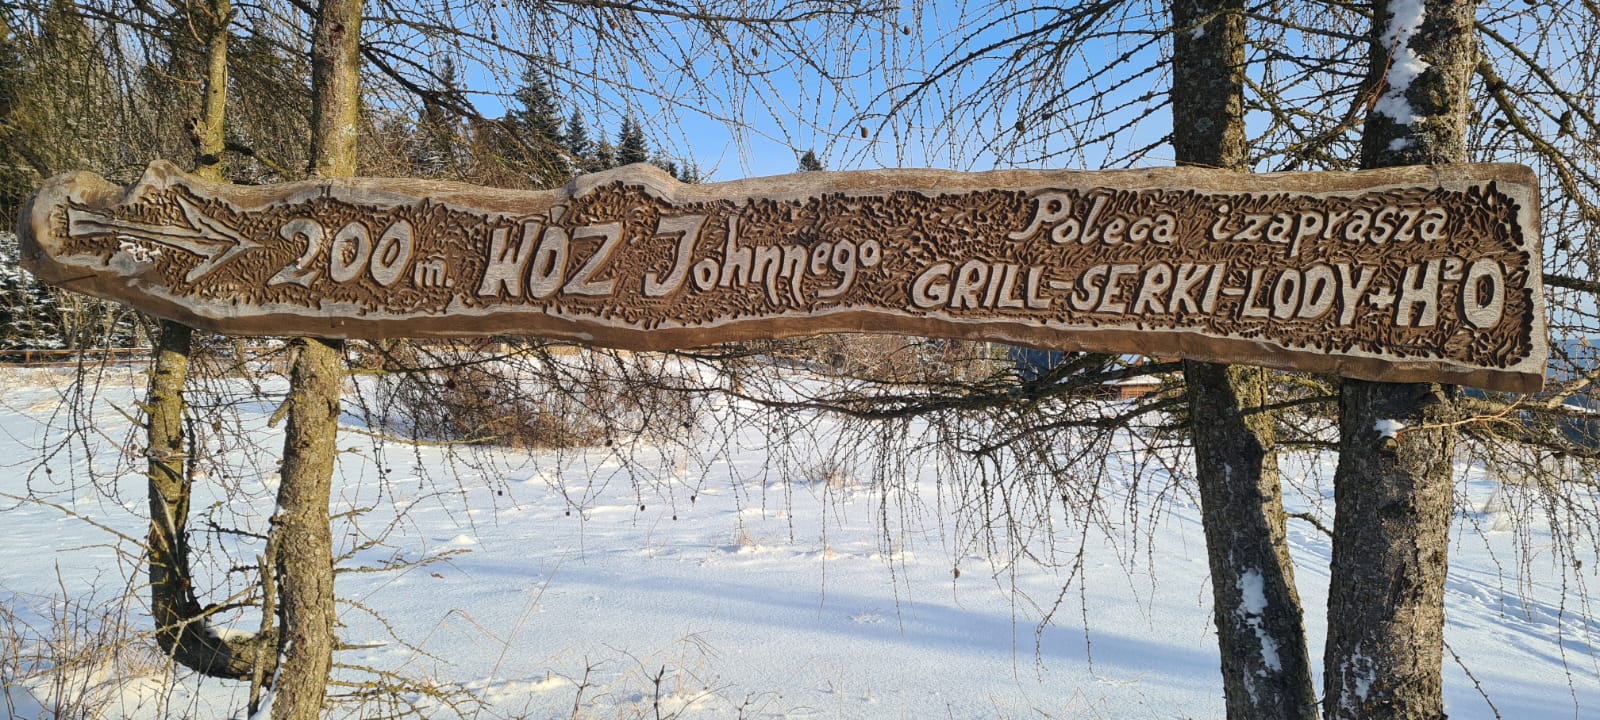 → 200m WÓZ Johnnego
Poleca i zaprasza
GRILL-SERKI-LODY+H²O